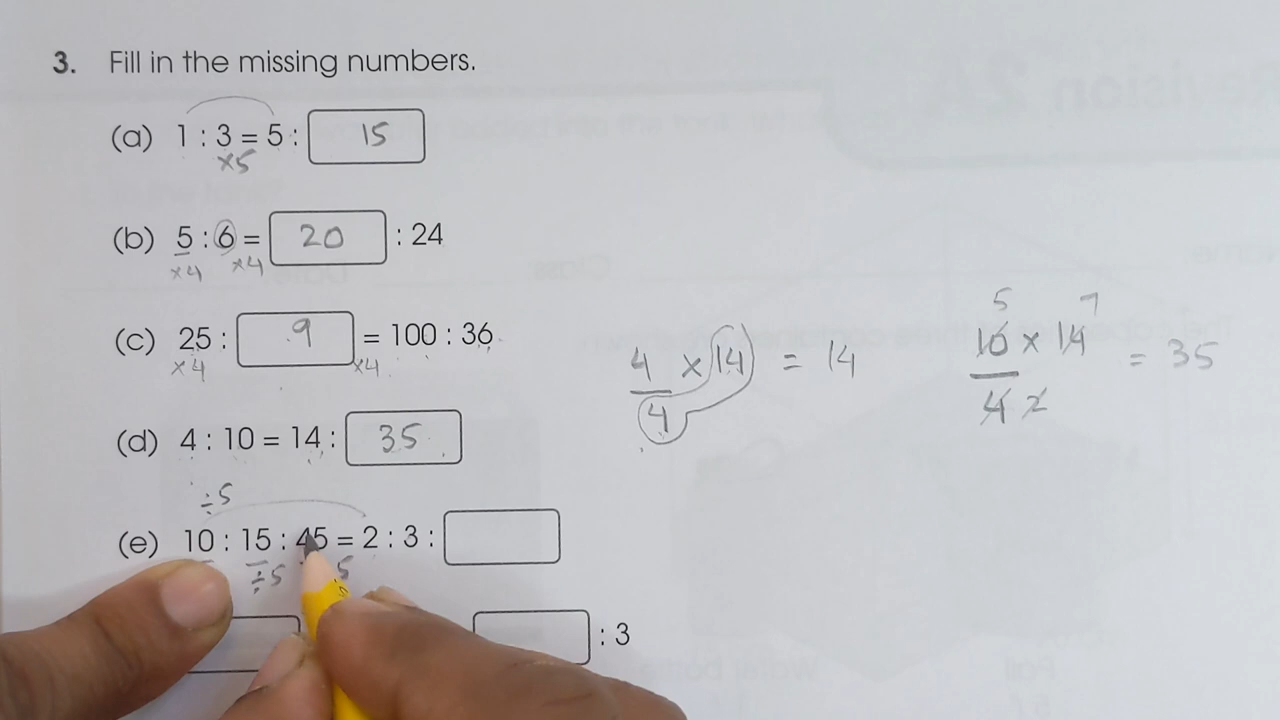 3. Fill in the missing numbers.
(a) 1 : 3 = 5 : 15
×5
(b) 5 : 6 = 20 : 24
×4 ×4
(c) 25 : 9 = 100 : 36
×4 ×4
(d) 4 : 10 = 14 : 35
÷5
(e) 10 : 15 : 45 = 2 : 3 :
÷5 5
: 3
4 × 14 = 14
4
5 7
10 × 14 = 35
4 2